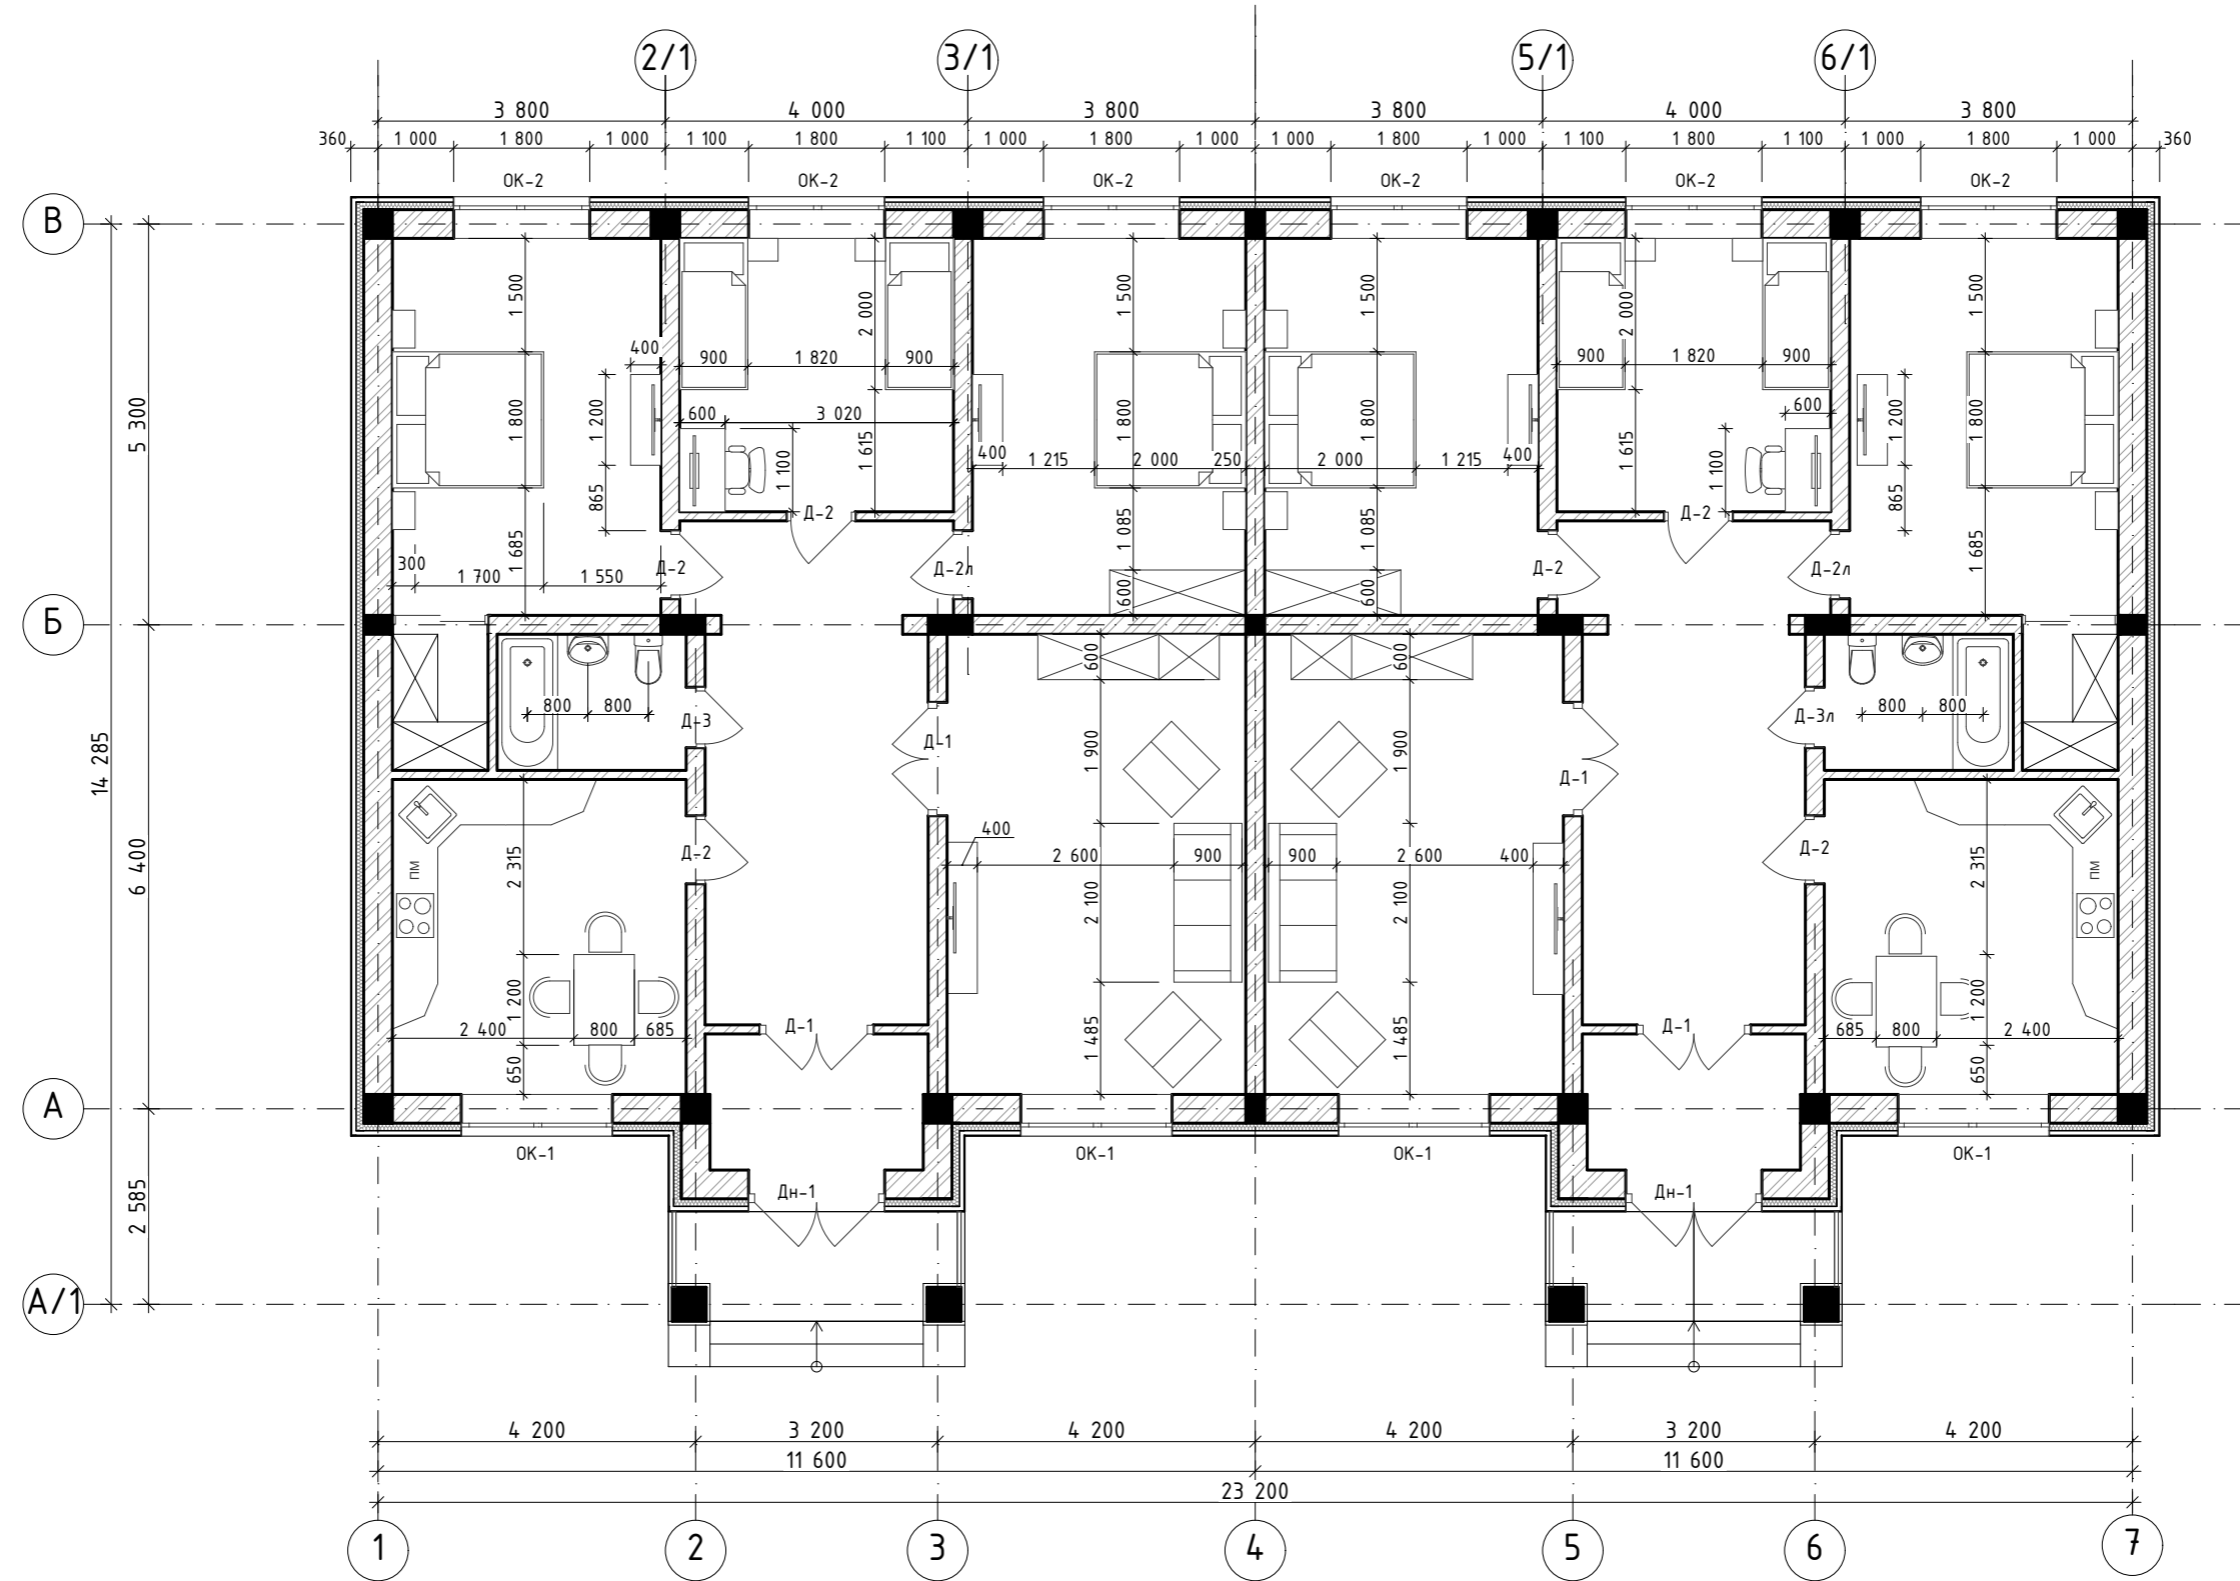 2/1 3/1 5/1 6/1
3 800 4 000 3 800 3 800 4 000 3 800
360 1 000 1 800 1 000 1 100 1 800 1 100 1 000 1 800 1 000 1 000 1 800 1 000 1 100 1 800 1 100 1 000 1 800 1 000 360
ОК-2 ОК-2 ОК-2 ОК-2 ОК-2 ОК-2
В
1 500 2 000 1 500 1 500 2 000 1 500
400 900 1 820 900 900 1 820 900
1 200 1 800 600 3 020 1 800 1 800 600 1 200 1 800
5 300
1 100 1 615 400 1 215 2 000 250 2 000 1 215 400 1 615 1 100
865 Д-2 Д-2 865
1 685 1 085 1 085 1 685
300 1 700 1 550 Д-2 Д-2л Д-2 Д-2л
600 600
Б
600 600
800 800 Д-3 Д-3л 800 800
Д-1 1 900 1 900 Д-1
14 285
400
6 400 ПМ 2 315 Д-2 2 600 900 900 2 600 400 Д-2 2 315 ПМ
2 100 2 100
1 200 1 200
2 400 800 685 Д-1 1 485 1 485 Д-1 685 800 2 400
650 650
А
ОК-1 ОК-1 ОК-1 ОК-1
Дн-1 Дн-1
2 585
А/1
4 200 3 200 4 200 4 200 3 200 4 200
11 600 11 600
23 200
1 2 3 4 5 6 7